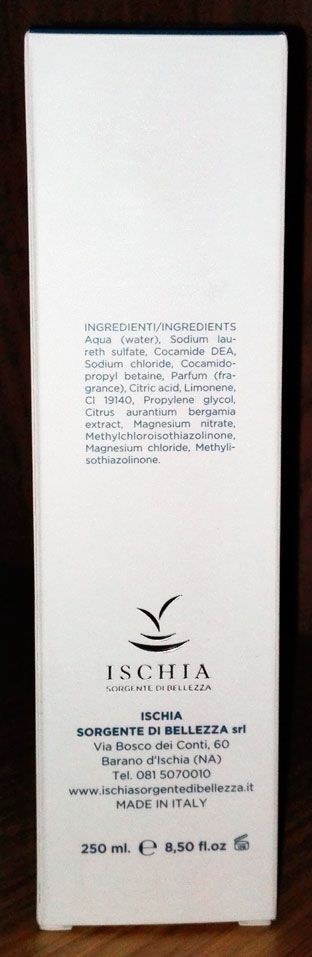 INGREDIENTI/INGREDIENTS
Aqua (water), Sodium lau-
reth sulfate, Cocamide DEA,
Sodium chloride, Cocamido-
propyl betaine, Parfum (fra-
grance), Citric acid, Limonene,
CI 19140, Propylene glycol,
Citrus aurantium bergamia
extract, Magnesium nitrate,
Methylchloroisothiazolinone,
Magnesium chloride, Methyli-
sothiazolinone.
ISCHIA
SORGENTE DI BELLEZZA
ISCHIA
SORGENTE DI BELLEZZA srl
Via Bosco dei Conti, 60
Barano d'Ischia (NA)
Tel. 081 5070010
www.ischiasorgentedibellezza.it
MADE IN ITALY
250 ml. ℮ 8,50 fl.oz